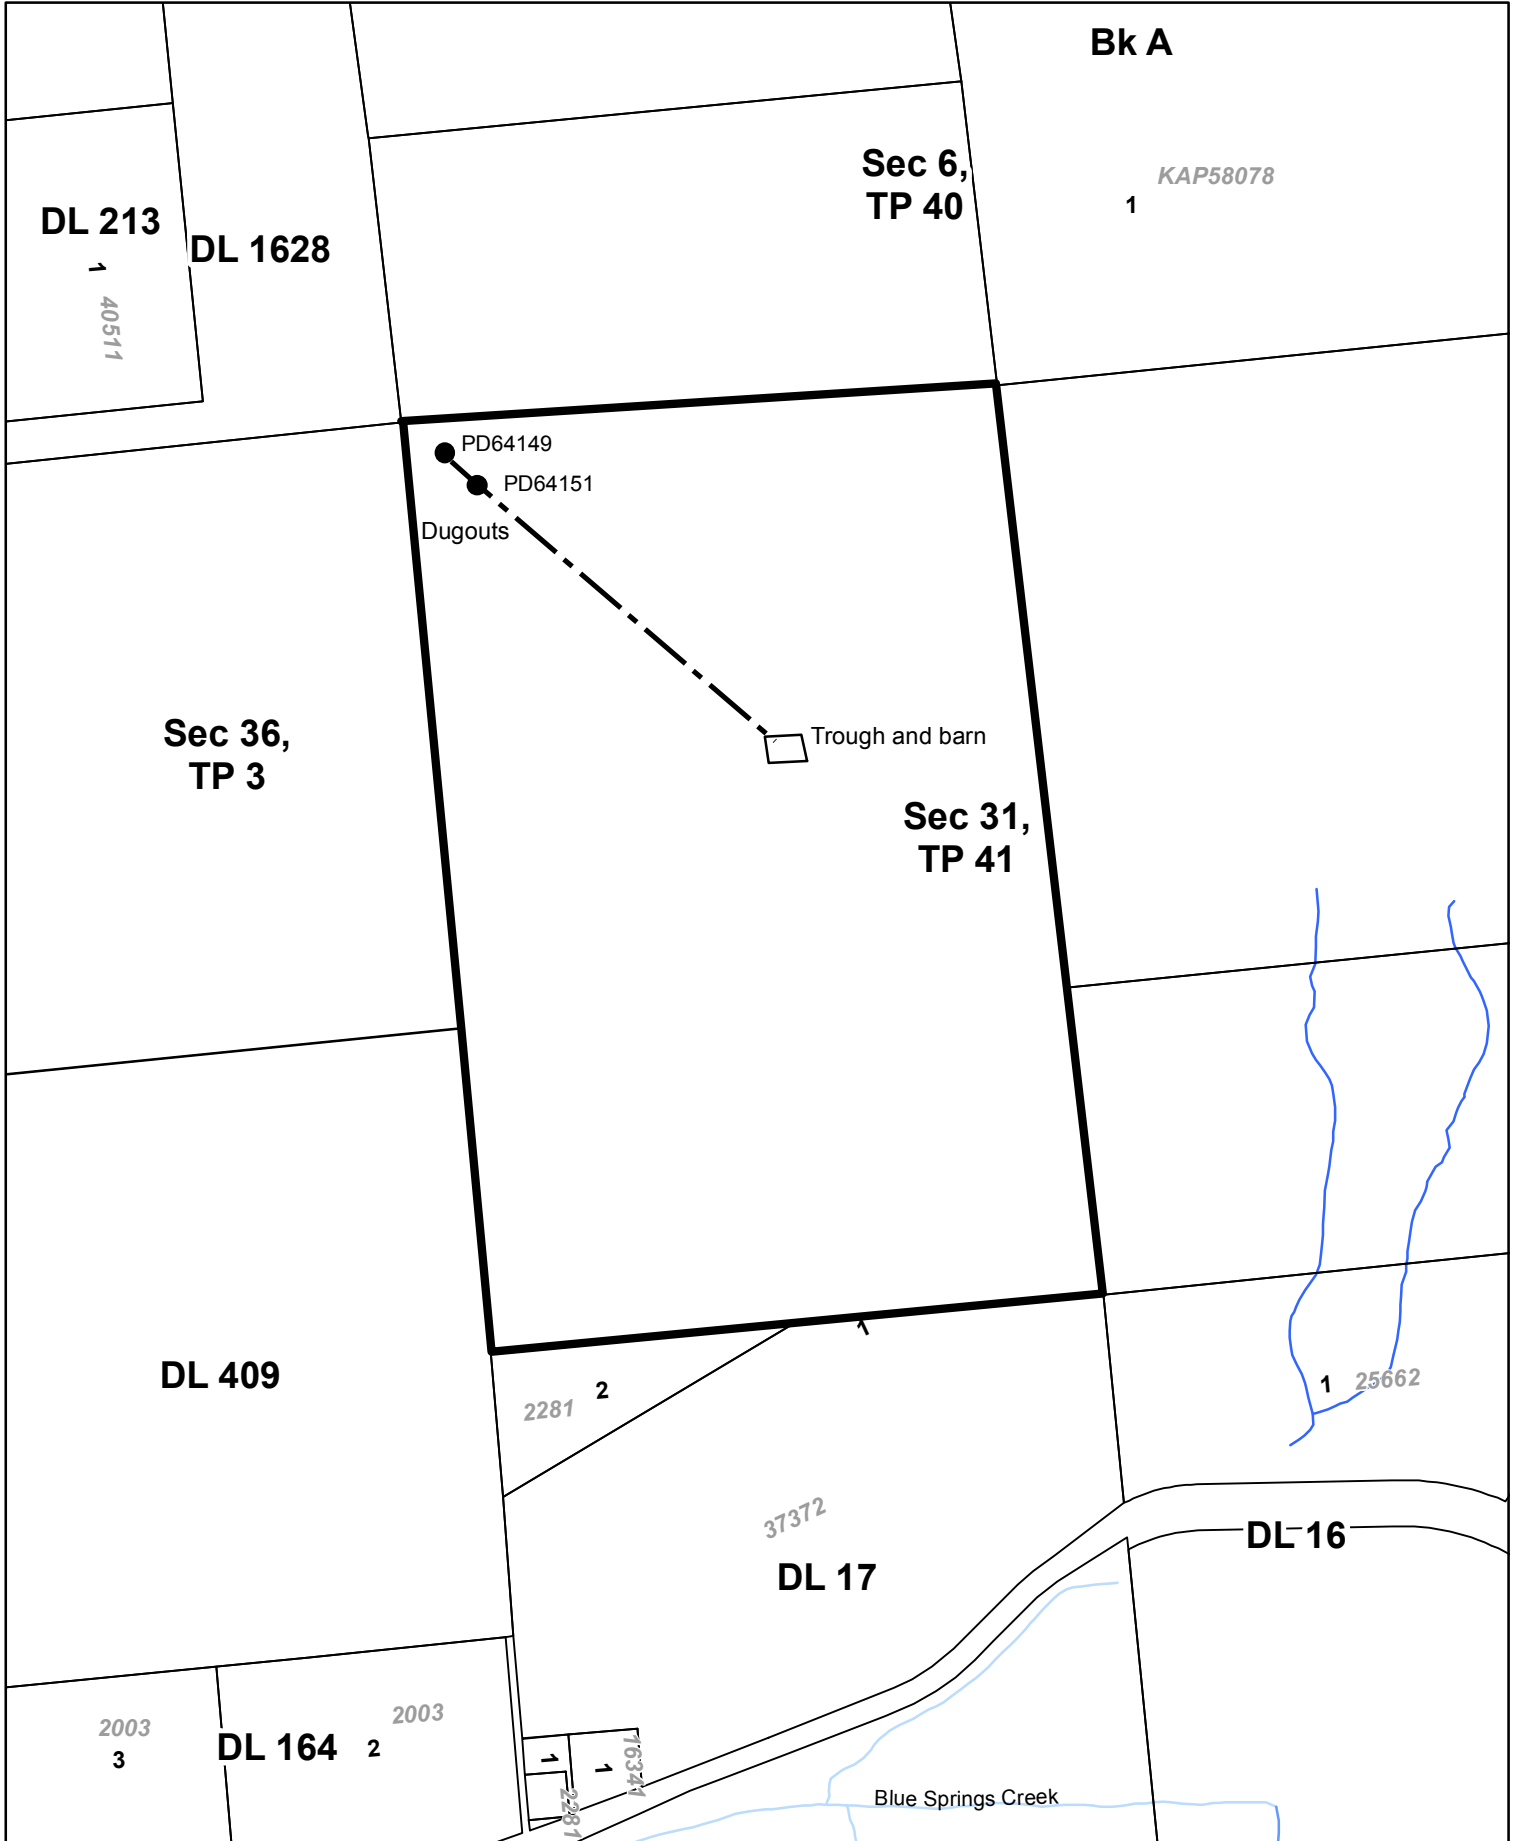 Bk A
Sec 6,
TP 40
KAP58078
1
DL 213
DL 1628
1
40511
PD64149
PD64151
Dugouts
Sec 36,
TP 3
Trough and barn
Sec 31,
TP 41
1
DL 409
2281
2
1
25662
37372
DL 16
DL 17
2003
3
DL 164
2
2003
1
1
16341
2281
Blue Springs Creek